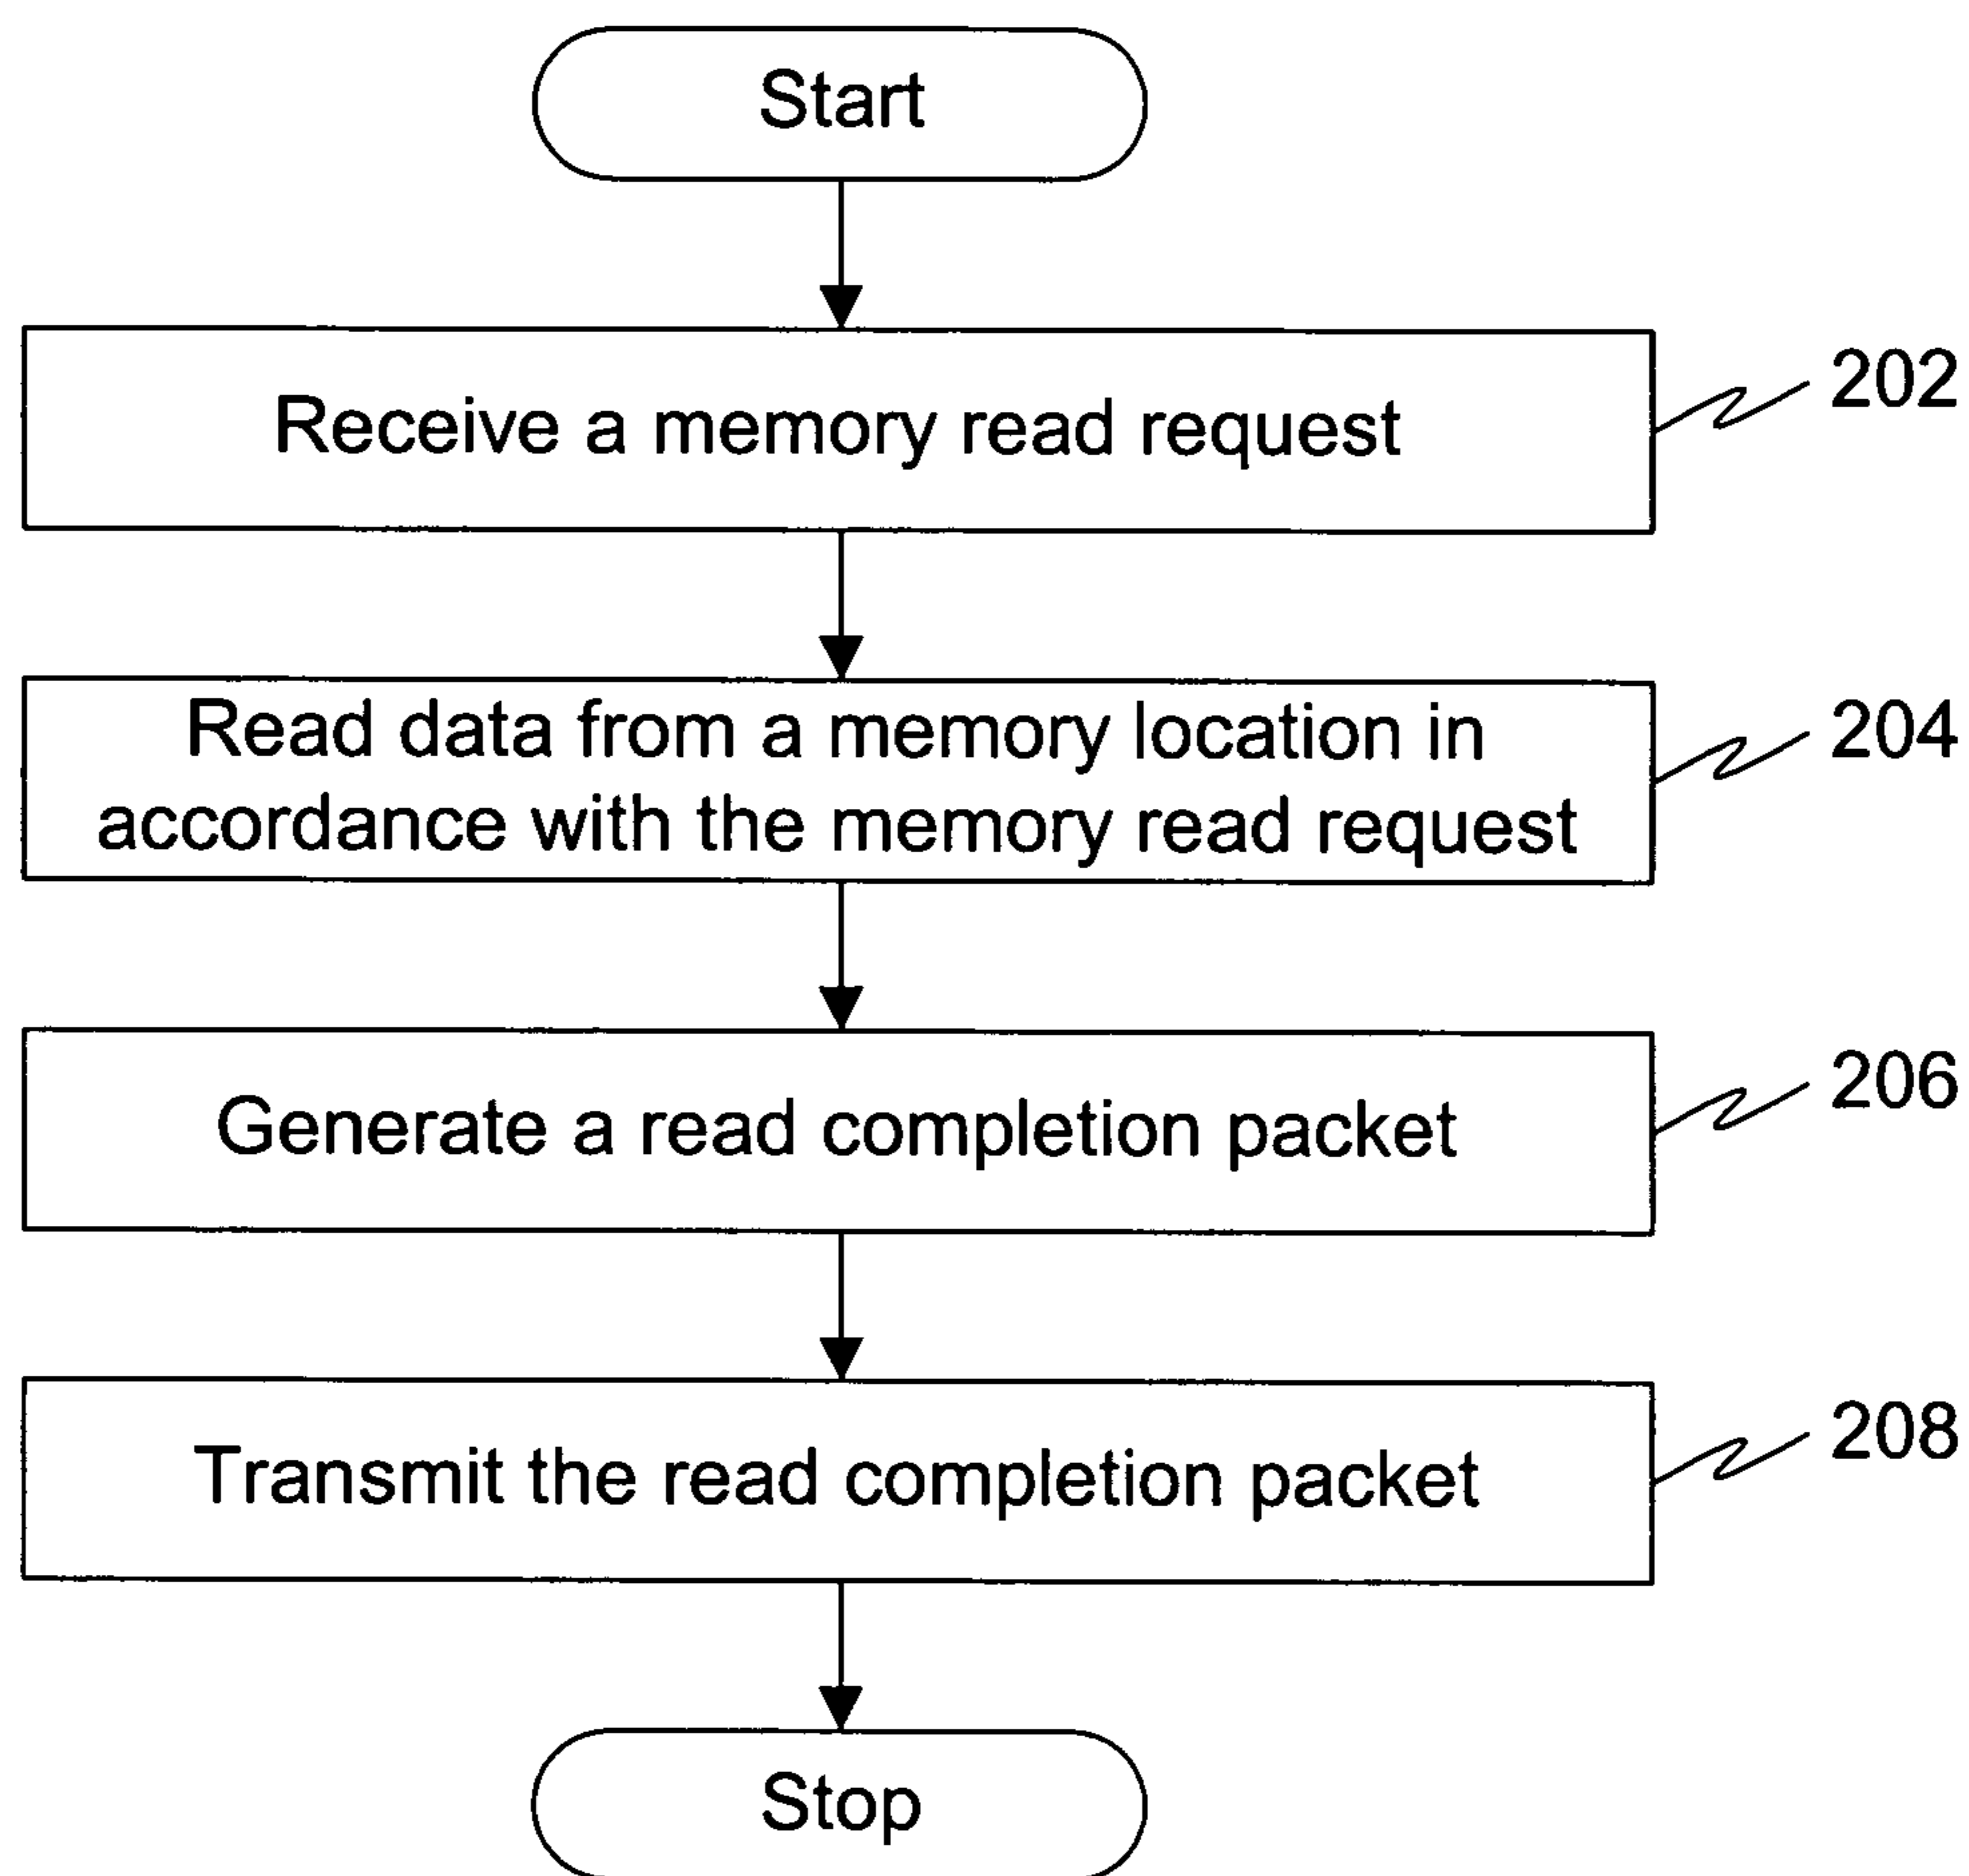 Start
Receive a memory read request
202
Read data from a memory location in
accordance with the memory read request
204
Generate a read completion packet
206
Transmit the read completion packet
208
Stop